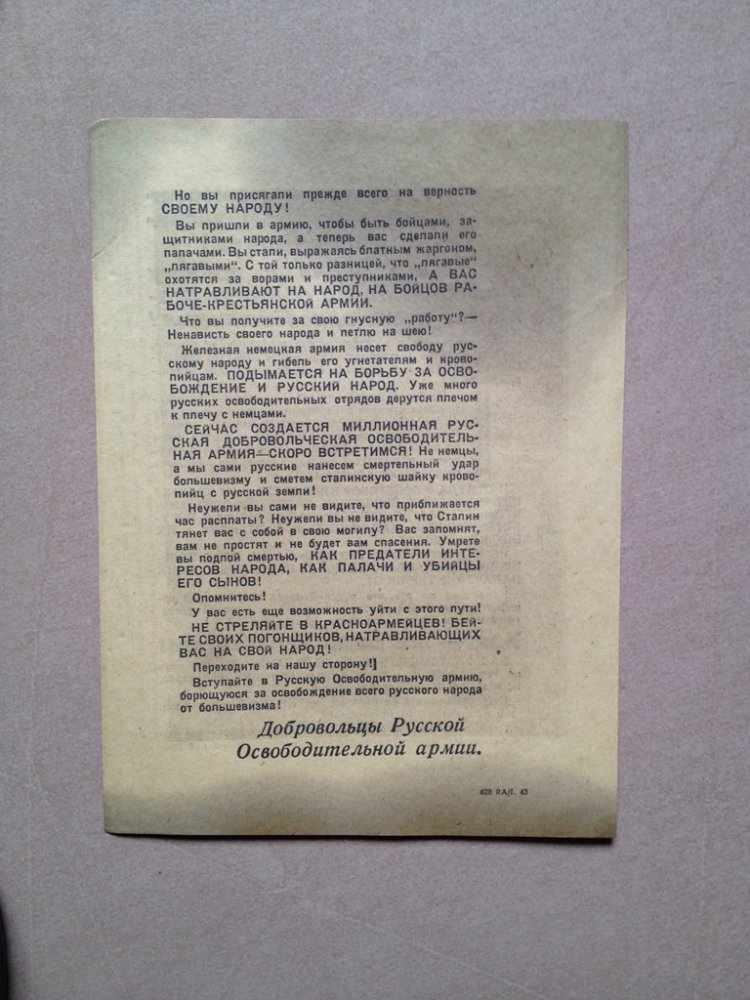 Но вы присягали прежде всего на верность
СВОЕМУ НАРОДУ!
Вы пришли в армию, чтобы быть бойцами, за-
щитниками народа, а теперь вас сделали его
палачами. Вы стали, выражаясь блатным жаргоном,
„лягавыми“. С той только разницей, что „лягавые“
охотятся за ворами и преступниками, А ВАС
НАТРАВЛИВАЮТ НА НАРОД, НА БОЙЦОВ РА-
БОЧЕ-КРЕСТЬЯНСКОЙ АРМИИ.
Что вы получите за свою гнусную „работу“?—
Ненависть своего народа и петлю на шею!
Железная немецкая армия несет свободу рус-
скому народу и гибель его угнетателям и крово-
пийцам. ПОДЫМАЕТСЯ НА БОРЬБУ ЗА ОСВО-
БОЖДЕНИЕ И РУССКИЙ НАРОД. Уже много
русских освободительных отрядов дерутся плечом
к плечу с немцами.
СЕЙЧАС СОЗДАЕТСЯ МИЛЛИОННАЯ РУС-
СКАЯ ДОБРОВОЛЬЧЕСКАЯ ОСВОБОДИТЕЛЬ-
НАЯ АРМИЯ—СКОРО ВСТРЕТИМСЯ! Не немцы,
а мы сами русские нанесем смертельный удар
большевизму и сметем сталинскую шайку крово-
пийц с русской земли!
Неужели вы сами не видите, что приближается
час расплаты? Неужели вы не видите, что Сталин
тянет вас с собой в свою могилу? Вас запомнят,
вам не простят и не будет вам спасения. Умрете
вы подлой смертью, КАК ПРЕДАТЕЛИ ИНТЕ-
РЕСОВ НАРОДА, КАК ПАЛАЧИ И УБИЙЦЫ
ЕГО СЫНОВ!
Опомнитесь!
У вас есть еще возможность уйти с этого пути!
НЕ СТРЕЛЯЙТЕ В КРАСНОАРМЕЙЦЕВ! БЕЙ-
ТЕ СВОИХ ПОГОНЩИКОВ, НАТРАВЛИВАЮЩИХ
ВАС НА СВОЙ НАРОД!
Переходите на нашу сторону!
Вступайте в Русскую Освободительную армию,
борющуюся за освобождение всего русского народа
от большевизма!
Добровольцы Русской
Освободительной армии.
628 RA/I. 43